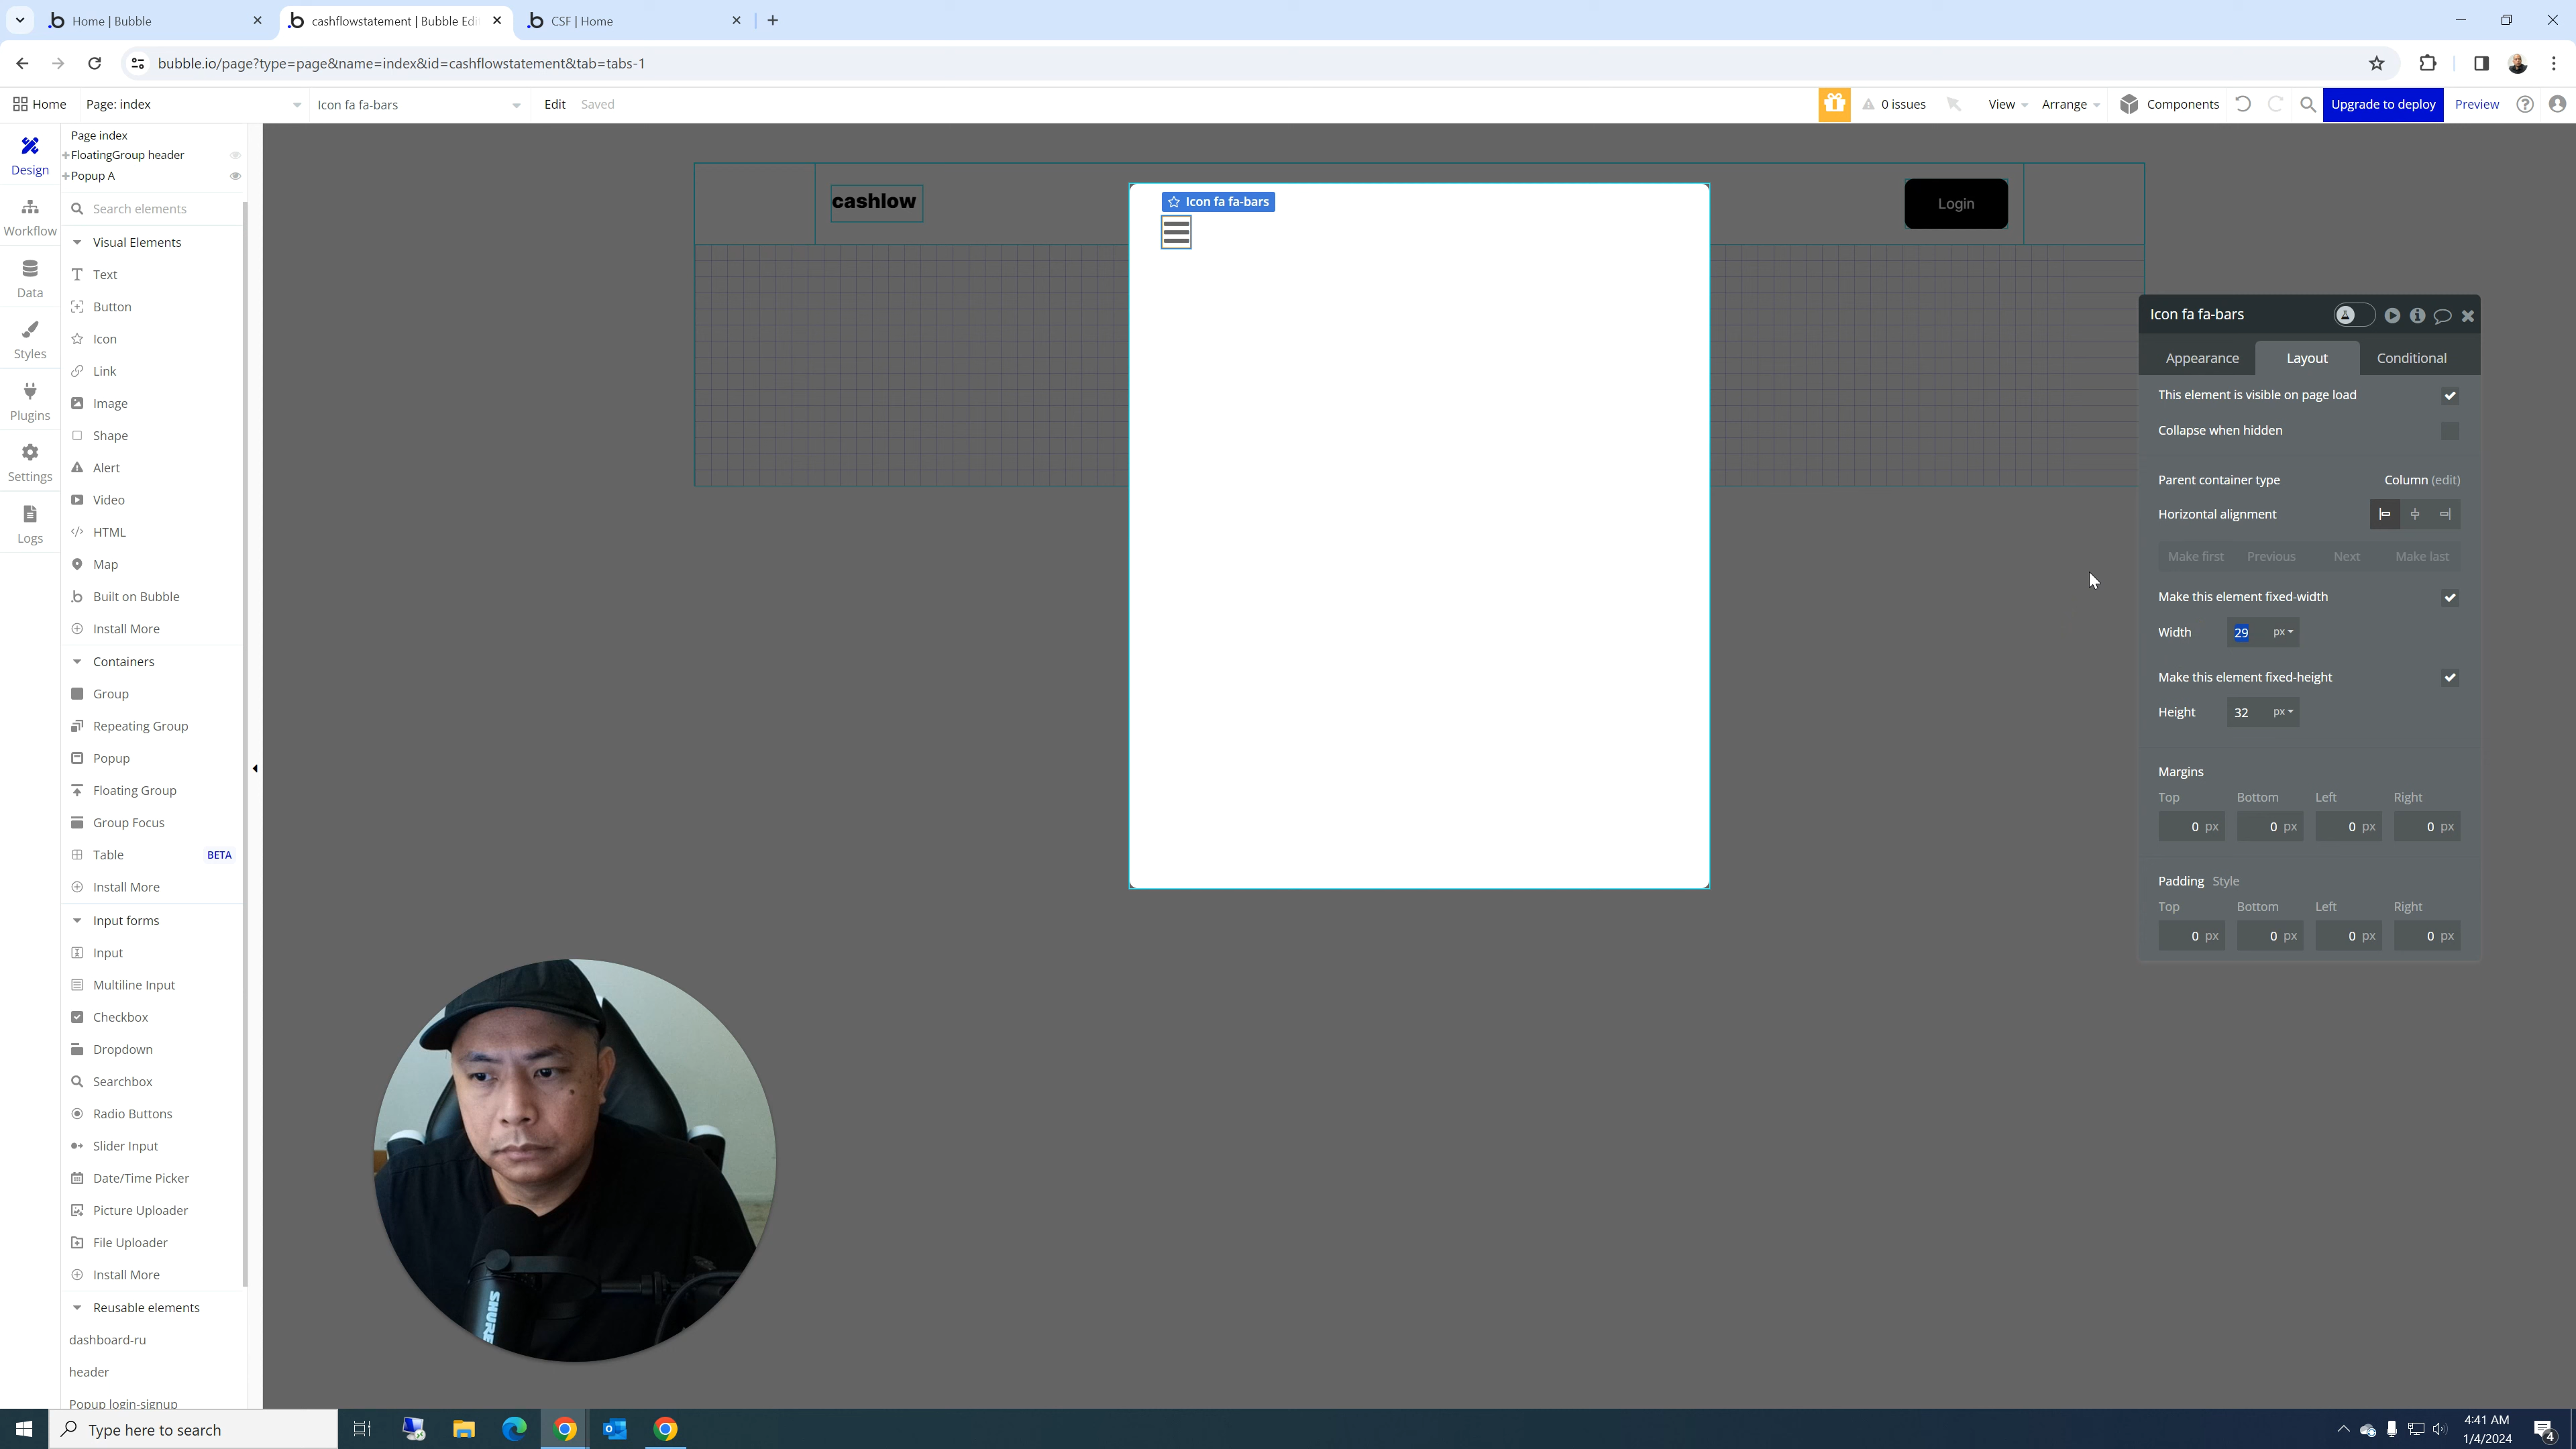 Home | Bubble
cashflowstatement | Bubble Edi
CSF | Home
bubble.io/page?type=page&name=index&id=cashflowstatement&tab=tabs-1
Home
Page: index
Icon fa fa-bars
Edit
Saved
0 issues
View
Arrange
Components
Upgrade to deploy
Preview
Design
Workflow
Data
Styles
Plugins
Settings
Logs
Page index
FloatingGroup header
Popup A
Search elements
Visual Elements
Text
Button
Icon
Link
Image
Shape
Alert
Video
HTML
Map
Built on Bubble
Install More
Containers
Group
Repeating Group
Popup
Floating Group
Group Focus
Table BETA
Install More
Input forms
Input
Multiline Input
Checkbox
Dropdown
Searchbox
Radio Buttons
Slider Input
Date/Time Picker
Picture Uploader
File Uploader
Install More
Reusable elements
dashboard-ru
header
Popup login-signup
cashlow
Icon fa fa-bars
Login
Icon fa fa-bars
Appearance
Layout
Conditional
This element is visible on page load
Collapse when hidden
Parent container type Column (edit)
Horizontal alignment
Make first Previous Next Make last
Make this element fixed-width
Width 29 px
Make this element fixed-height
Height 32 px
Margins
Top Bottom Left Right
0 px 0 px 0 px 0 px
Padding Style
Top Bottom Left Right
0 px 0 px 0 px 0 px
SHURE
Type here to search
4:41 AM
1/4/2024
4